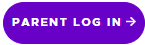 PARENT LOG IN →